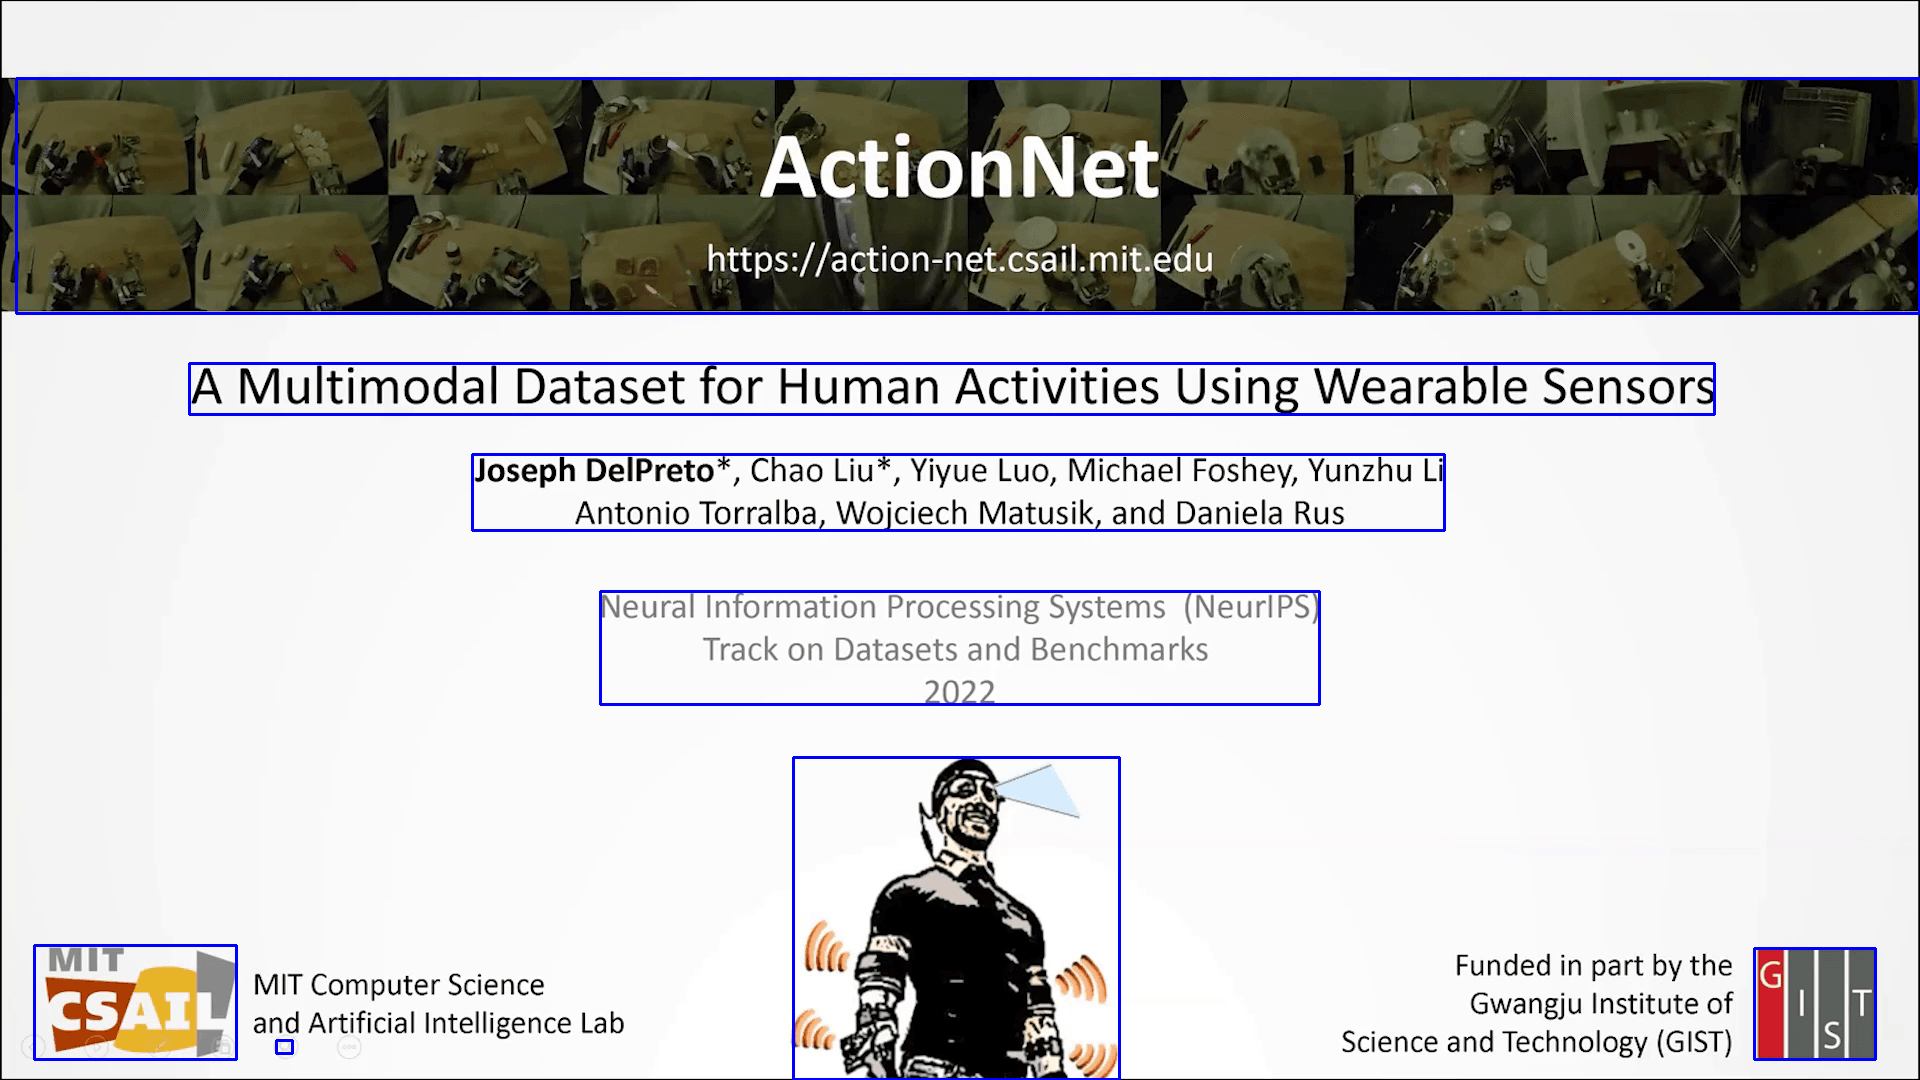 ActionNet
https://action-net.csail.mit.edu
A Multimodal Dataset for Human Activities Using Wearable Sensors
Joseph DelPreto*, Chao Liu*, Yiyue Luo, Michael Foshey, Yunzhu Li
Antonio Torralba, Wojciech Matusik, and Daniela Rus
Neural Information Processing Systems (NeurIPS)
Track on Datasets and Benchmarks
2022
MIT
CSAIL
MIT Computer Science
and Artificial Intelligence Lab
Funded in part by the
Gwangju Institute of
Science and Technology (GIST)
GIST